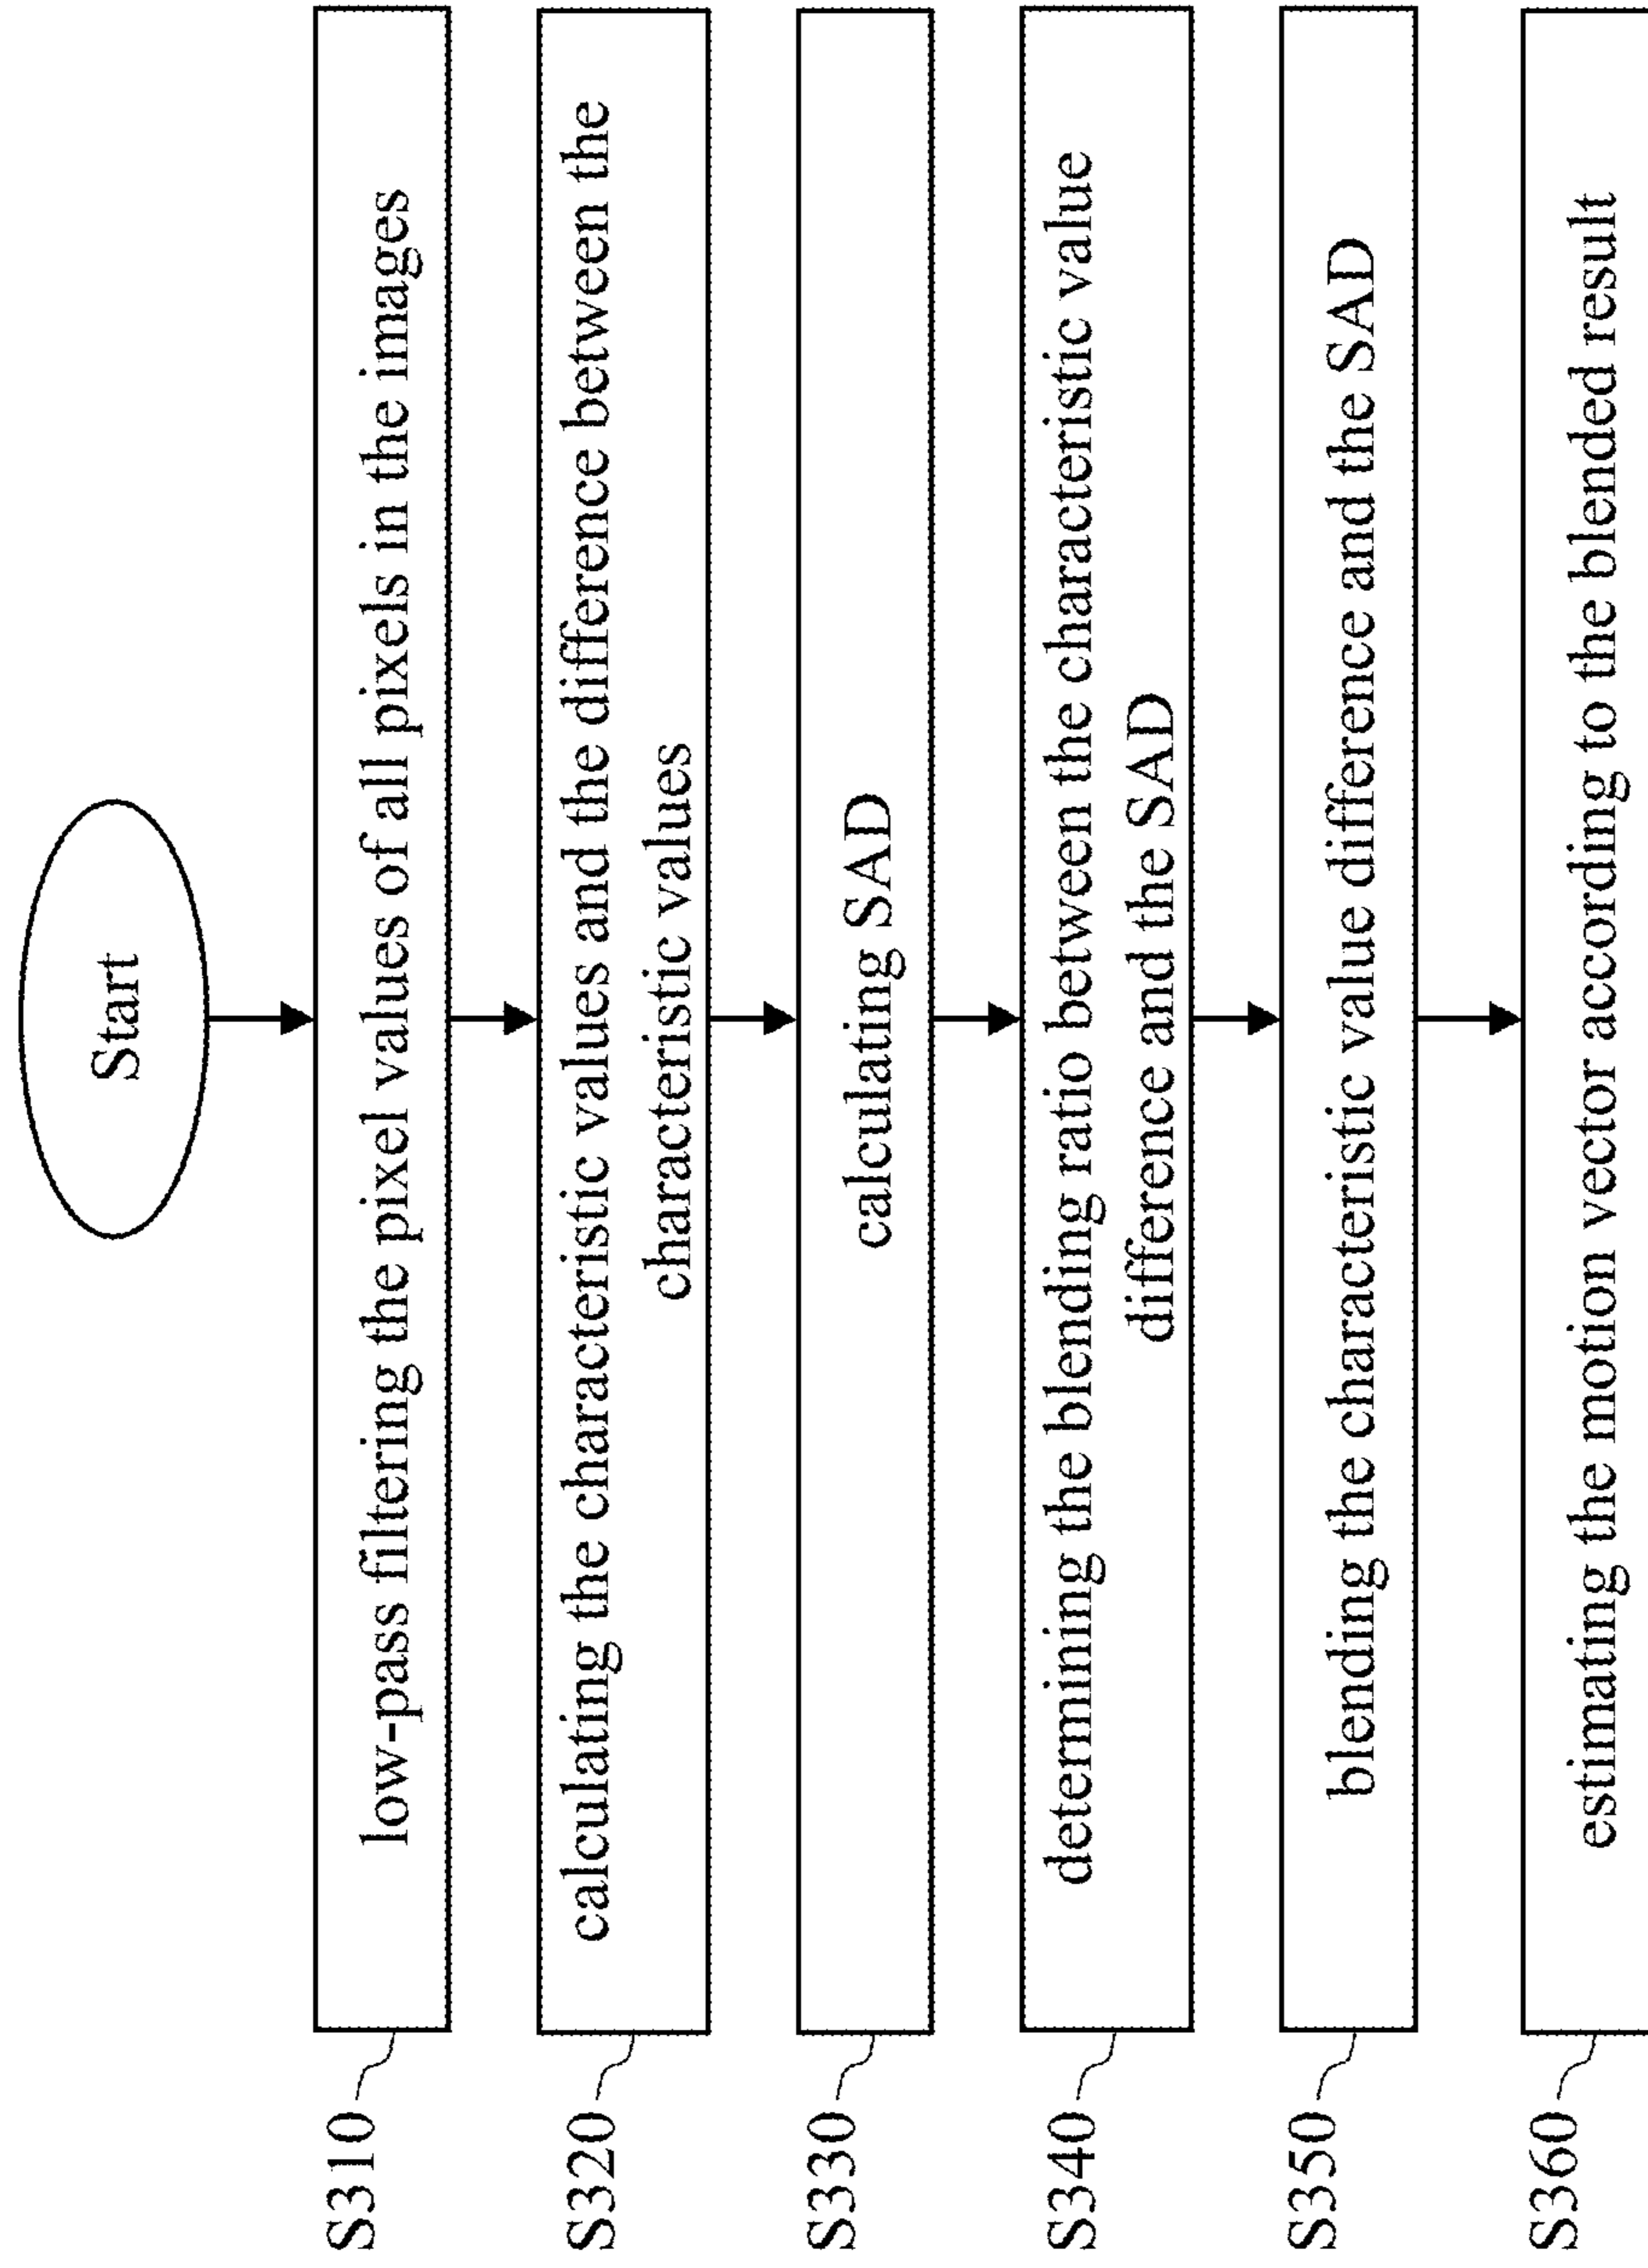 Start
S310
low-pass filtering the pixel values of all pixels in the images
S320
calculating the characteristic values and the difference between the
characteristic values
S330
calculating SAD
S340
determining the blending ratio between the characteristic value
difference and the SAD
S350
blending the characteristic value difference and the SAD
S360
estimating the motion vector according to the blended result